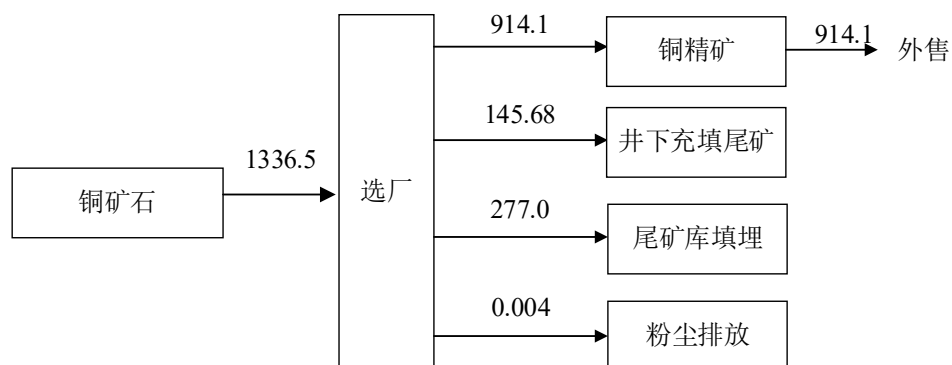 914.1
铜精矿
914.1
外售
145.68
井下充填尾矿
1336.5
铜矿石
选厂
277.0
尾矿库填埋
0.004
粉尘排放